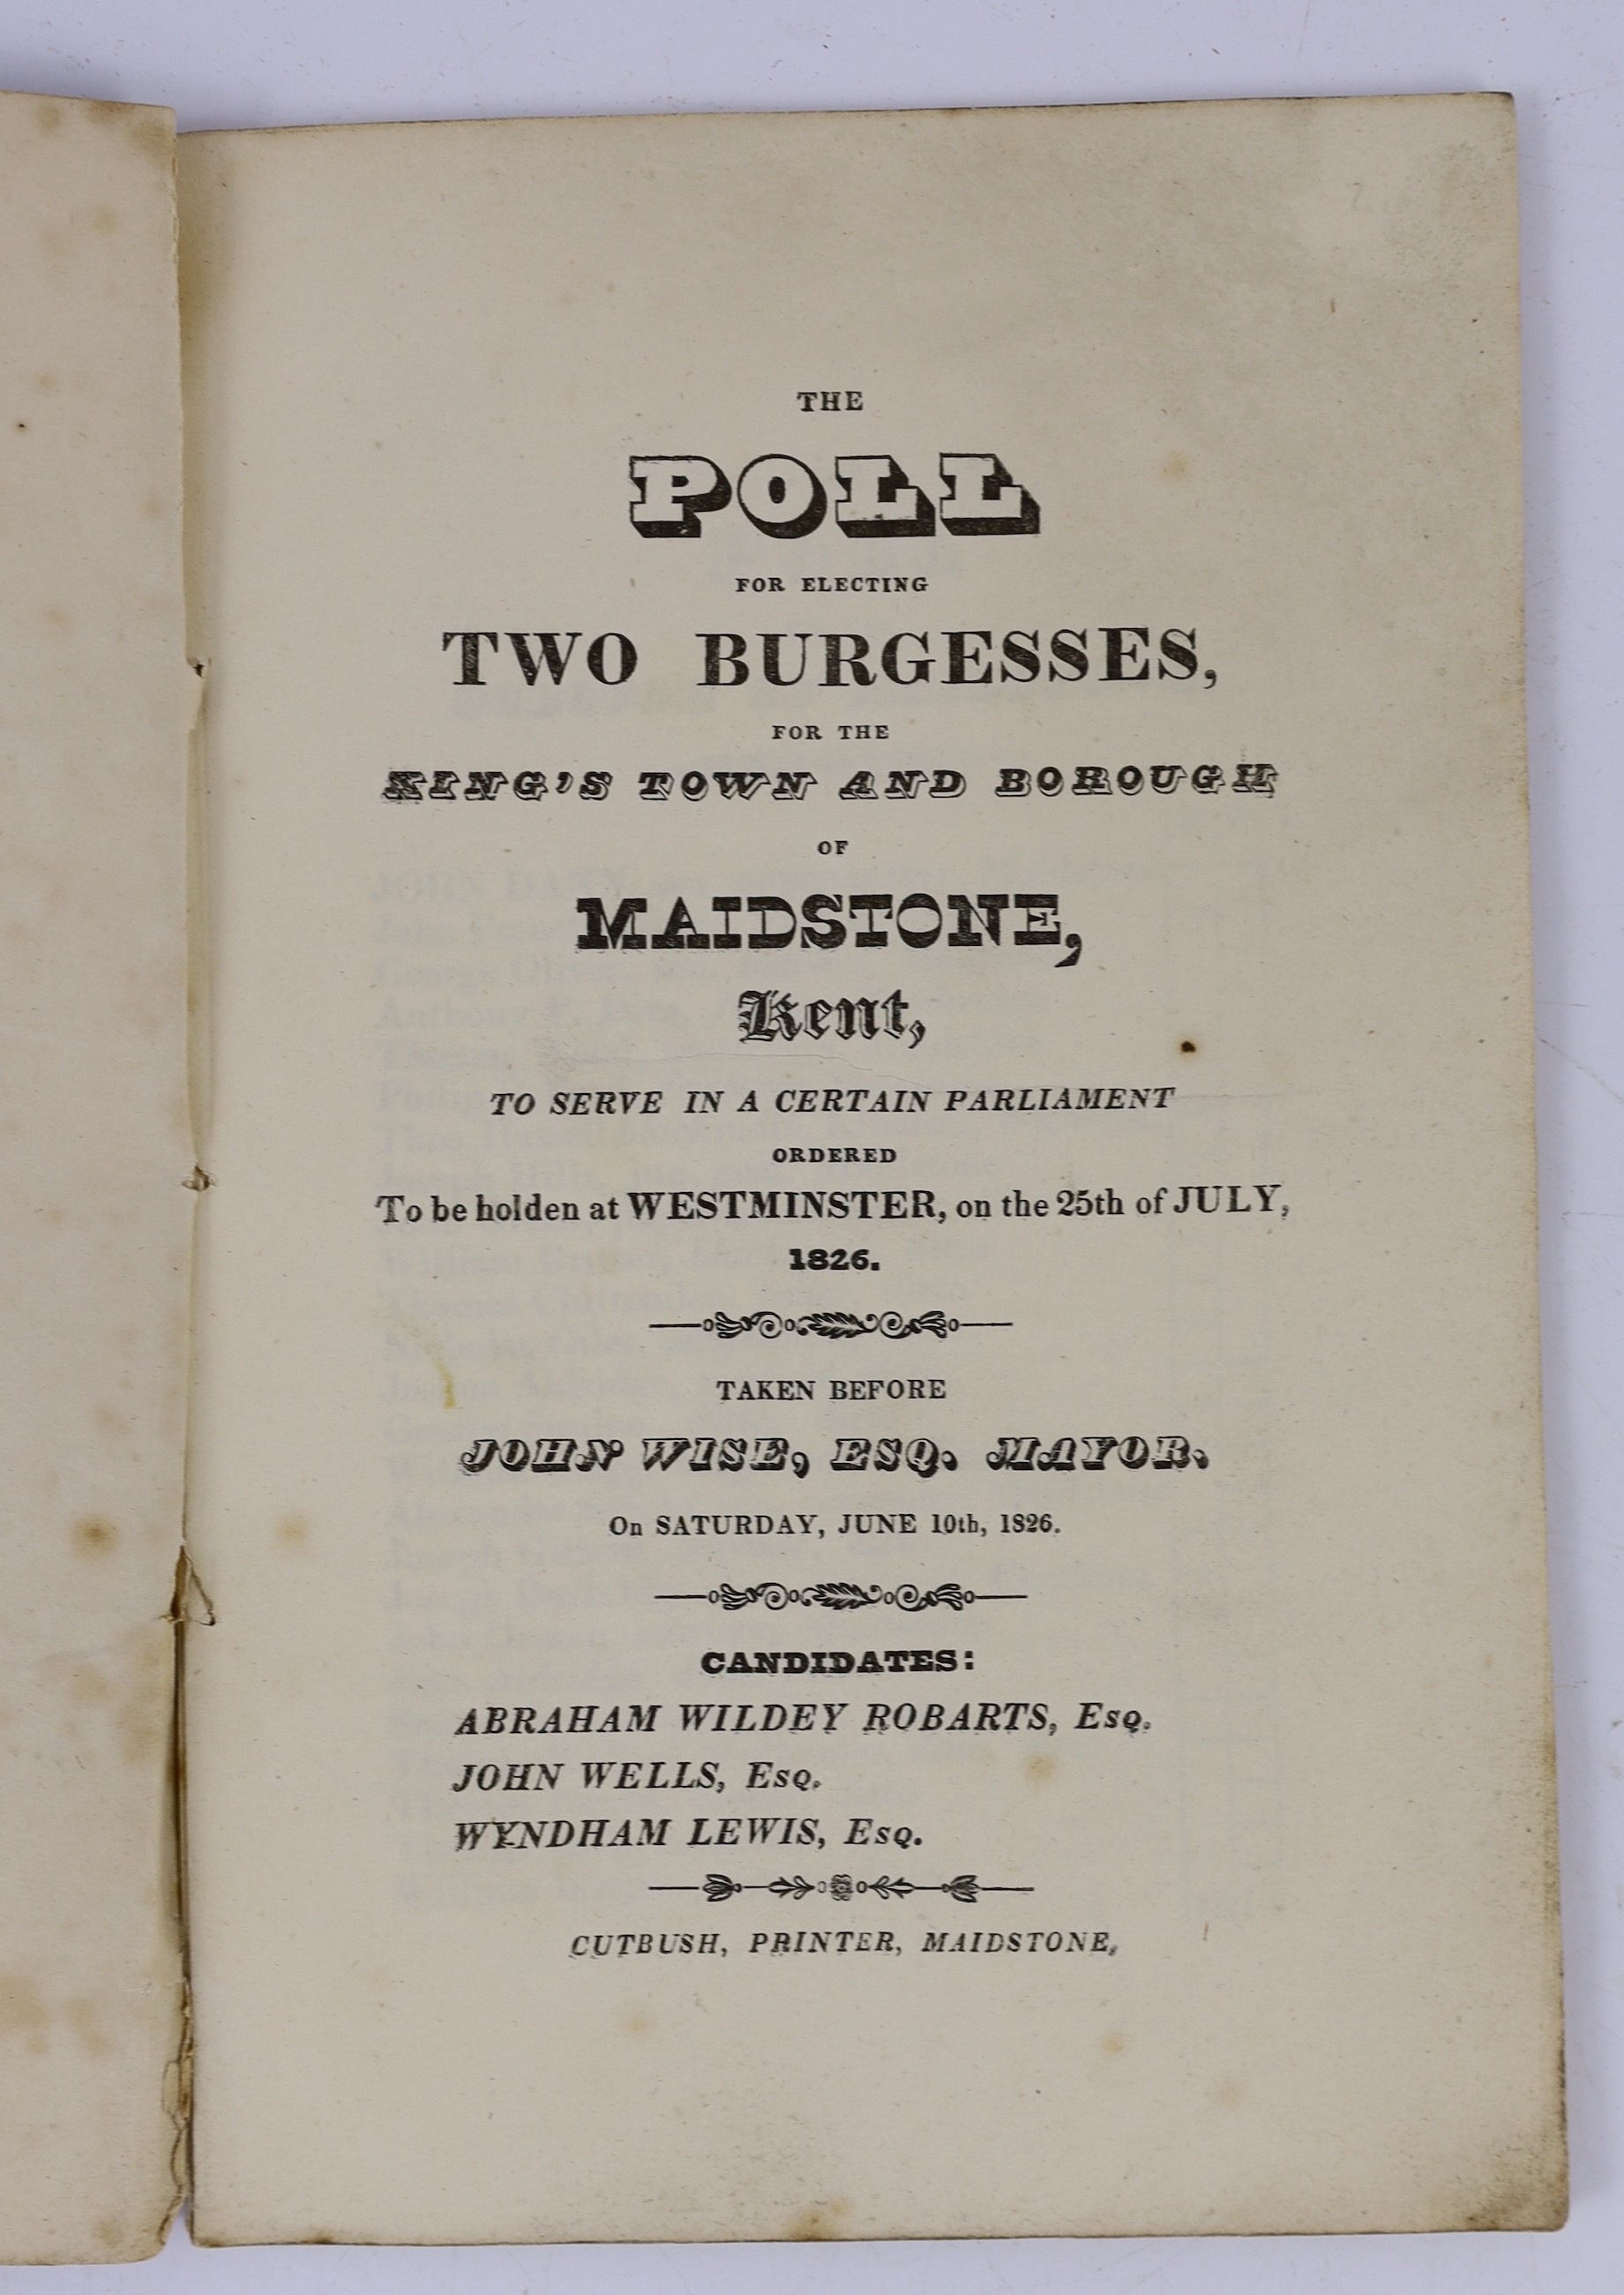 THE
POLL
FOR ELECTING
TWO BURGESSES,
FOR THE
KING'S TOWN AND BOROUGH
OF
MAIDSTONE,
Kent,
TO SERVE IN A CERTAIN PARLIAMENT
ORDERED
To be holden at WESTMINSTER, on the 25th of JULY,
1826.
TAKEN BEFORE
JOHN WISE, ESQ. MAYOR,
On SATURDAY, JUNE 10th, 1826.
CANDIDATES:
ABRAHAM WILDEY ROBARTS, Esq.
JOHN WELLS, Esq.
WYNDHAM LEWIS, Esq.
CUTBUSH, PRINTER, MAIDSTONE,